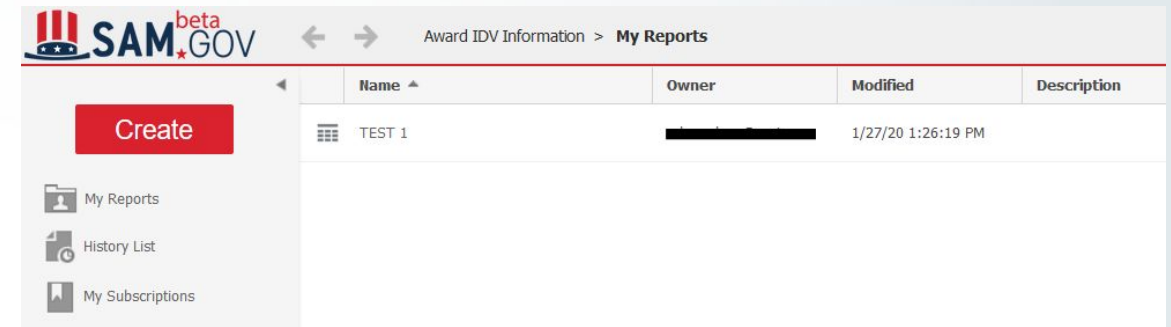 beta
SAM.GOV
Award IDV Information > My Reports
Name Owner Modified Description
Create
TEST 1 1/27/20 1:26:19 PM
My Reports
History List
My Subscriptions